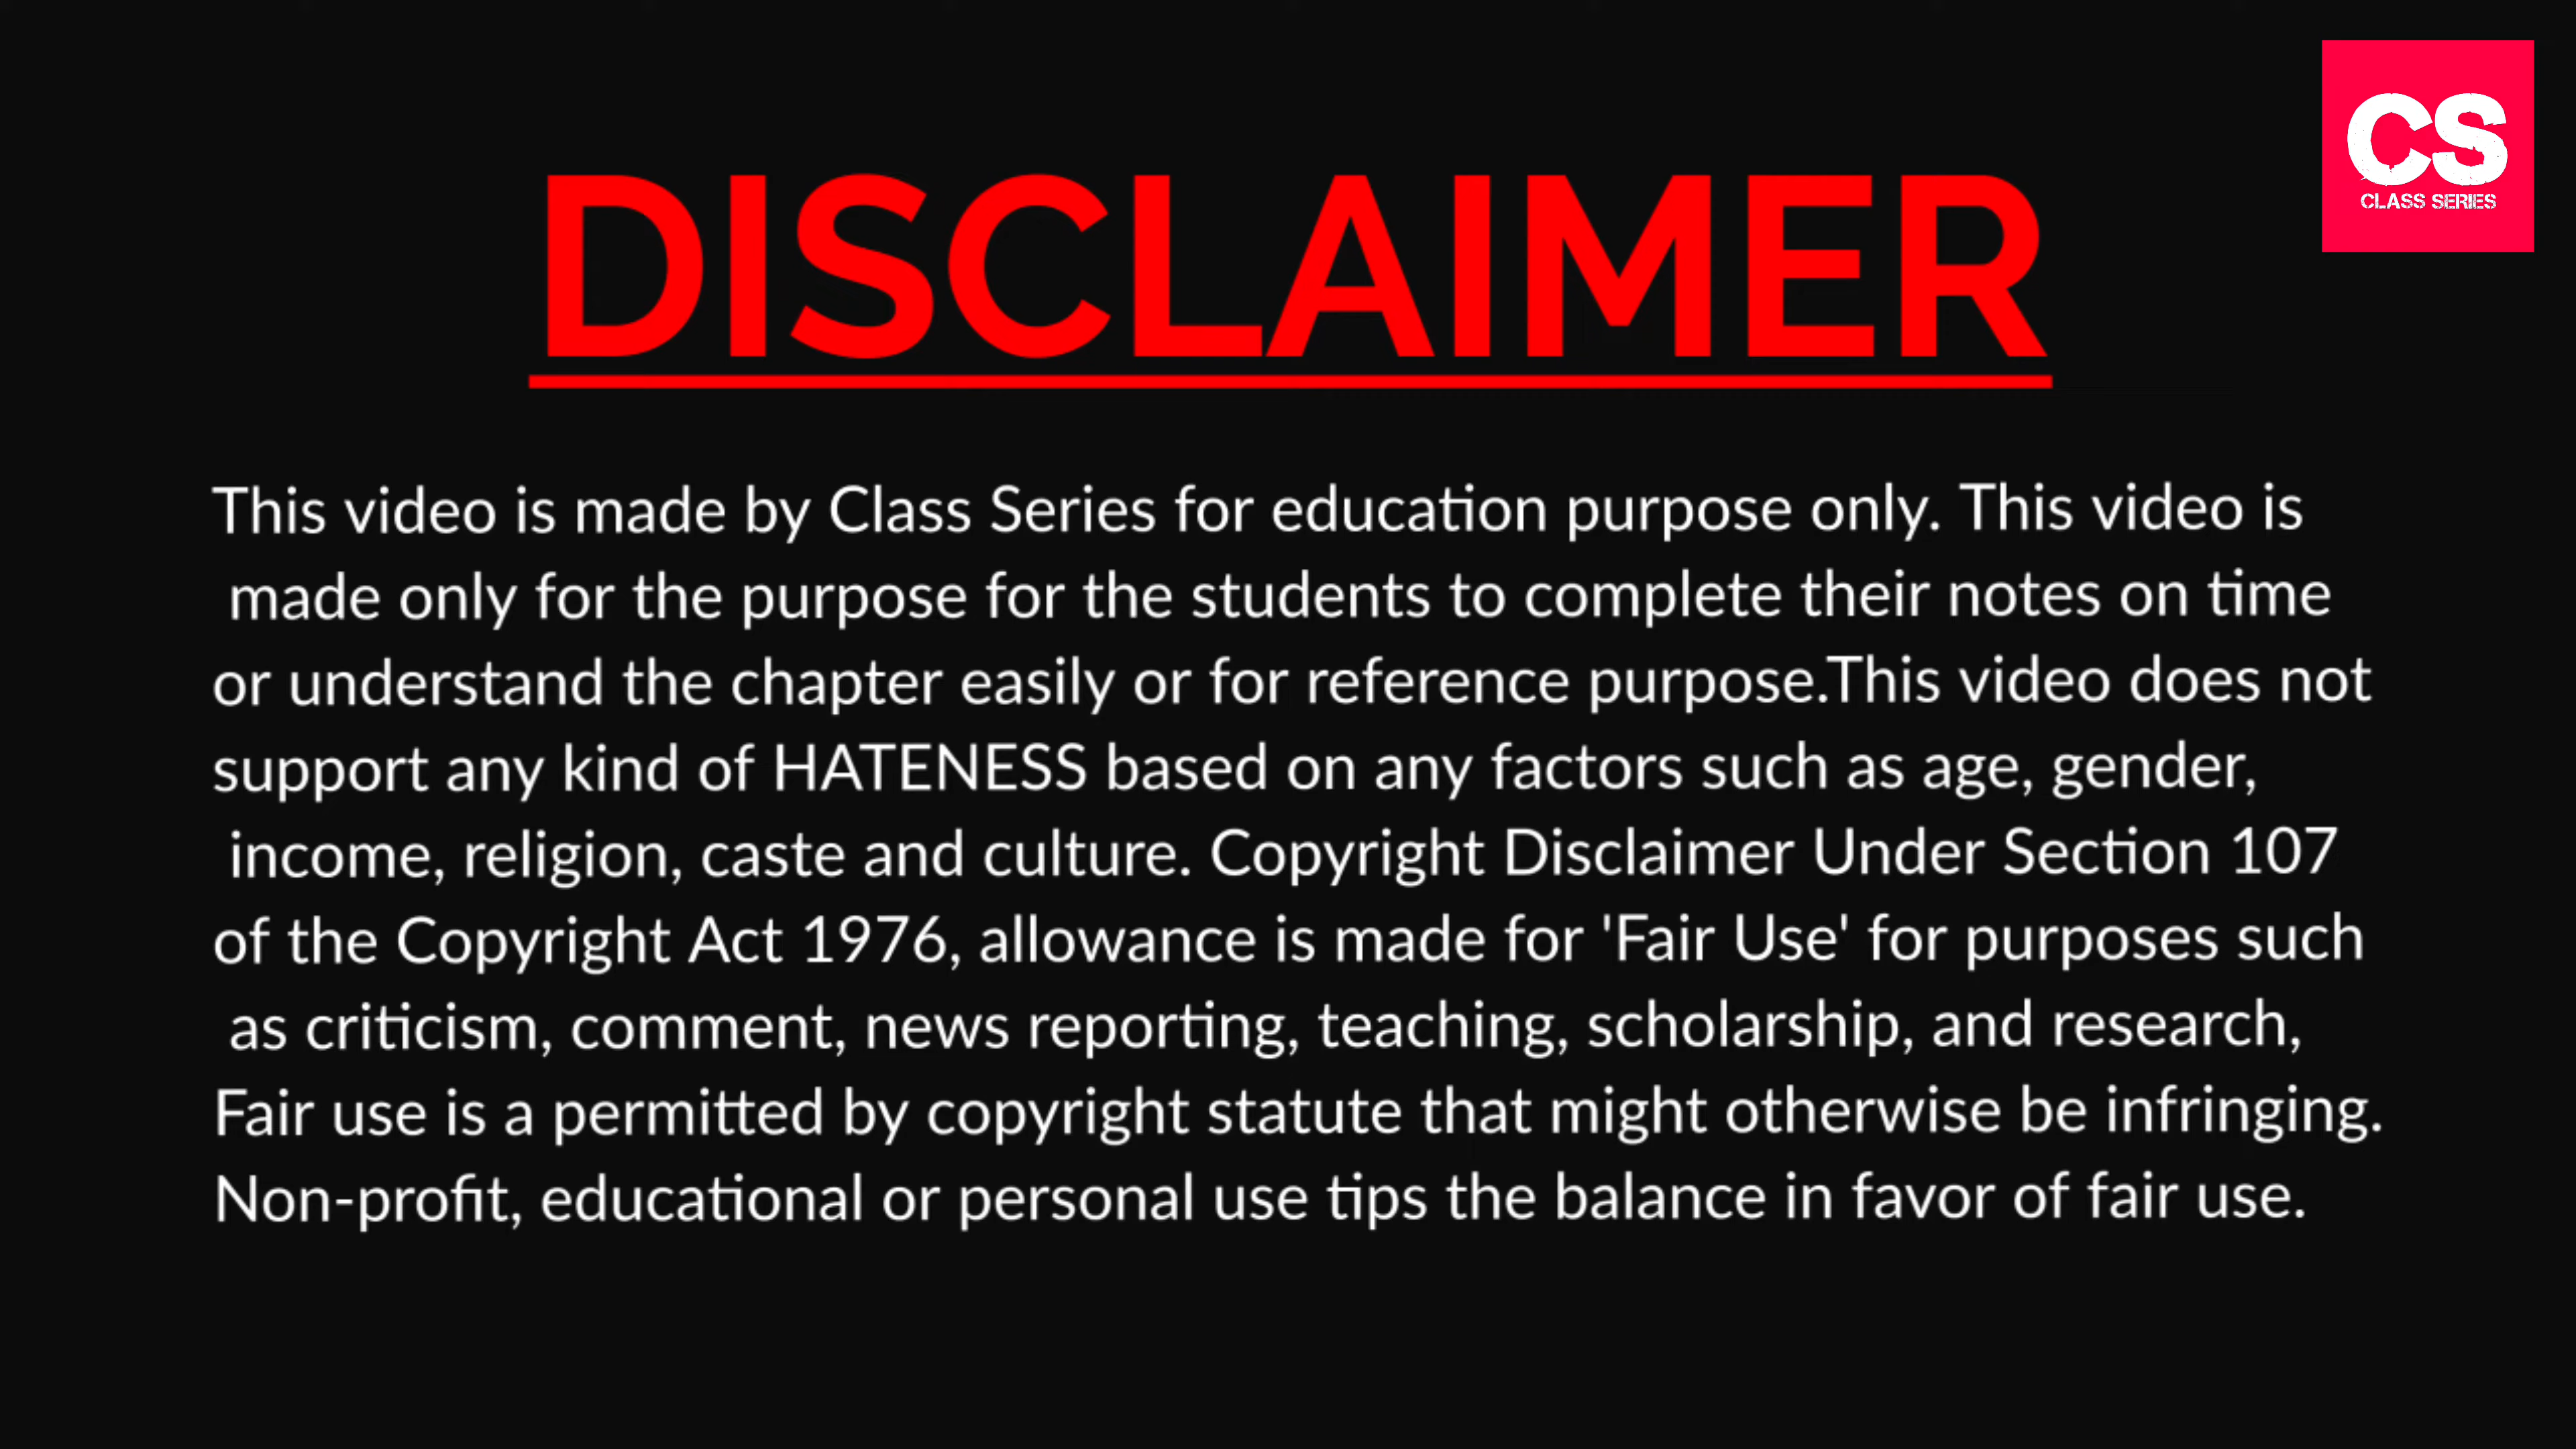 CS
CLASS SERIES
DISCLAIMER
This video is made by Class Series for education purpose only. This video is
made only for the purpose for the students to complete their notes on time
or understand the chapter easily or for reference purpose.This video does not
support any kind of HATENESS based on any factors such as age, gender,
income, religion, caste and culture. Copyright Disclaimer Under Section 107
of the Copyright Act 1976, allowance is made for 'Fair Use' for purposes such
as criticism, comment, news reporting, teaching, scholarship, and research,
Fair use is a permitted by copyright statute that might otherwise be infringing.
Non-profit, educational or personal use tips the balance in favor of fair use.